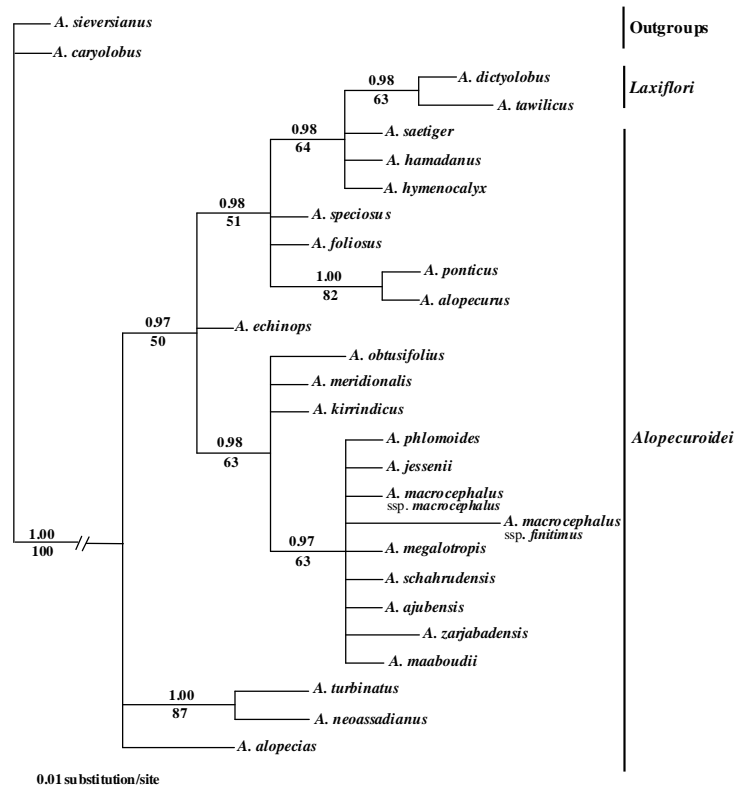 A. sieversianus
Outgroups
A. caryolobus
0.98
63
A. dictyolobus
Laxiflori
A. tawilicus
0.98
64
A. saetiger
A. hamadanus
A. hymenocalyx
0.98
51
A. speciosus
A. foliosus
1.00
82
A. ponticus
A. alopecurus
0.97
50
A. echinops
A. obtusifolius
A. meridionalis
A. kirrindicus
0.98
63
Alopecuroidei
A. phlomoides
A. jessenii
A. macrocephalus
ssp. macrocephalus
A. macrocephalus
ssp. finitimus
0.97
63
A. megalotropis
A. schahrudensis
A. ajubensis
A. zarjabadensis
A. maaboudii
1.00
100
1.00
87
A. turbinatus
A. neoassadianus
A. alopecias
0.01 substitution/site